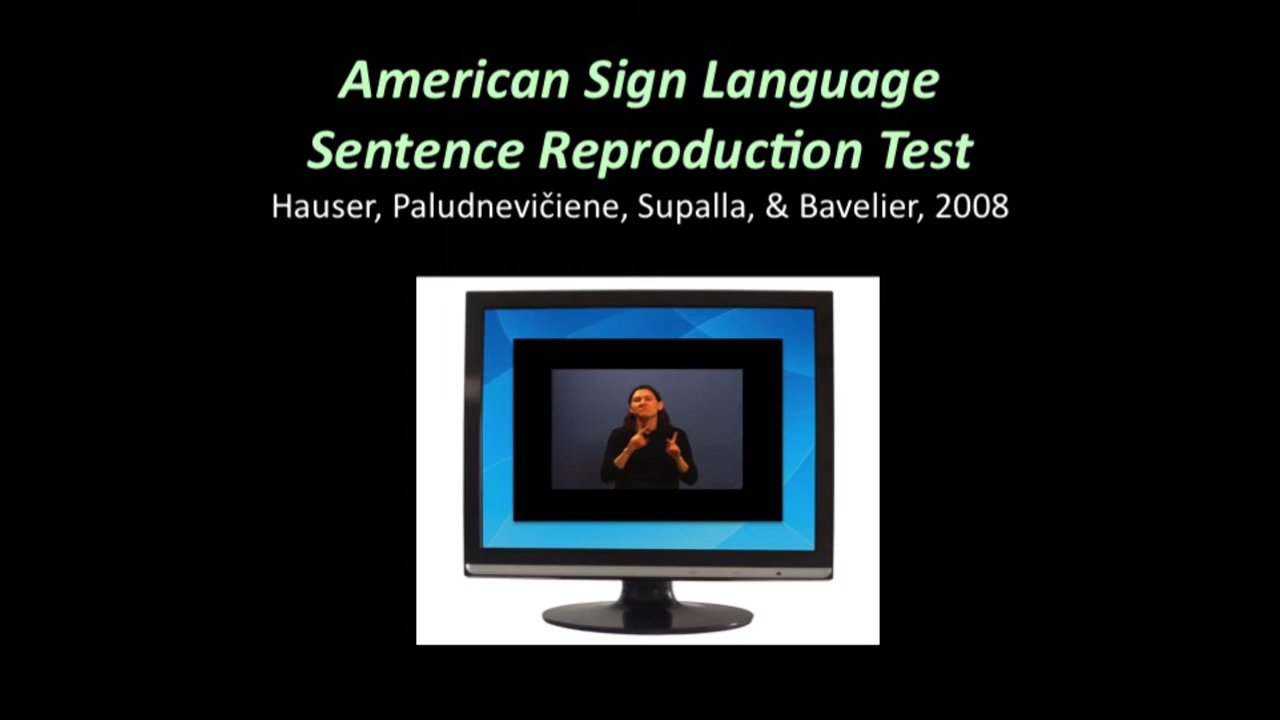 American Sign Language
Sentence Reproduction Test
Hauser, Paludnevičiene, Supalla, & Bavelier, 2008